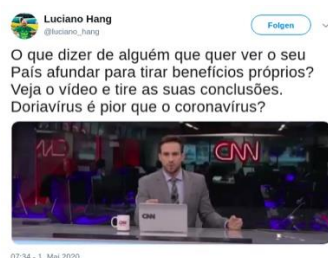 Luciano Hang
@luciano_hang
Folgen
O que dizer de alguém que quer ver o seu
País afundar para tirar benefícios próprios?
Veja o vídeo e tire as suas conclusões.
Doriavírus é pior que o coronavírus?
CNN
CNN
CNN
07:34 - 1. Mai 2020